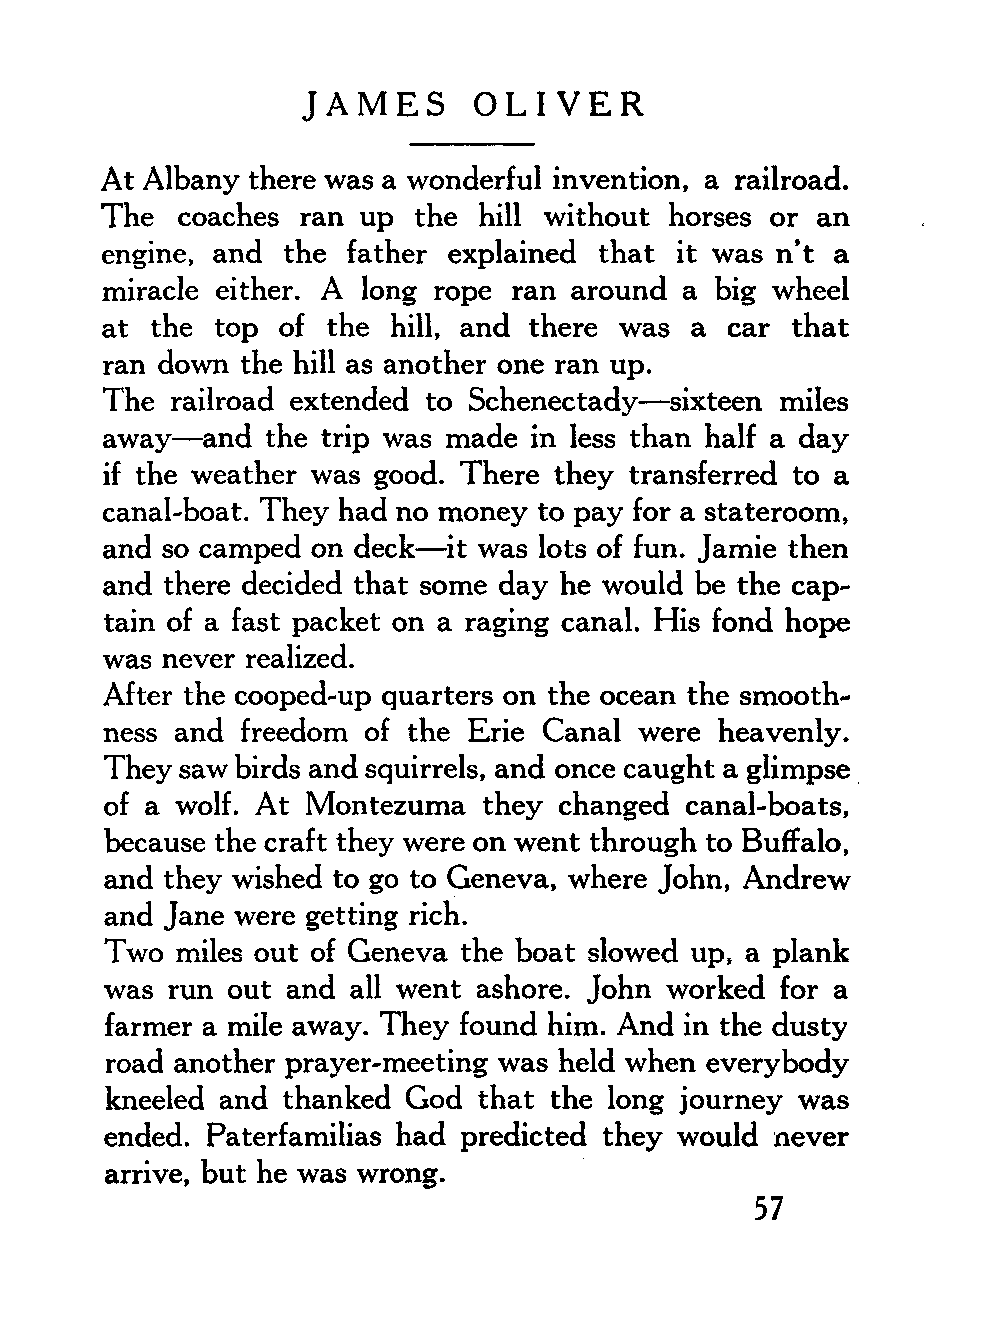 JAMES OLIVER
At Albany there was a wonderful invention, a railroad.
The coaches ran up the hill without horses or an
engine, and the father explained that it was n't a
miracle either. A long rope ran around a big wheel
at the top of the hill, and there was a car that
ran down the hill as another one ran up.
The railroad extended to Schenectady—sixteen miles
away—and the trip was made in less than half a day
if the weather was good. There they transferred to a
canal-boat. They had no money to pay for a stateroom,
and so camped on deck—it was lots of fun. Jamie then
and there decided that some day he would be the cap-
tain of a fast packet on a raging canal. His fond hope
was never realized.
After the cooped-up quarters on the ocean the smooth-
ness and freedom of the Erie Canal were heavenly.
They saw birds and squirrels, and once caught a glimpse
of a wolf. At Montezuma they changed canal-boats,
because the craft they were on went through to Buffalo,
and they wished to go to Geneva, where John, Andrew
and Jane were getting rich.
Two miles out of Geneva the boat slowed up, a plank
was run out and all went ashore. John worked for a
farmer a mile away. They found him. And in the dusty
road another prayer-meeting was held when everybody
kneeled and thanked God that the long journey was
ended. Paterfamilias had predicted they would never
arrive, but he was wrong.
57